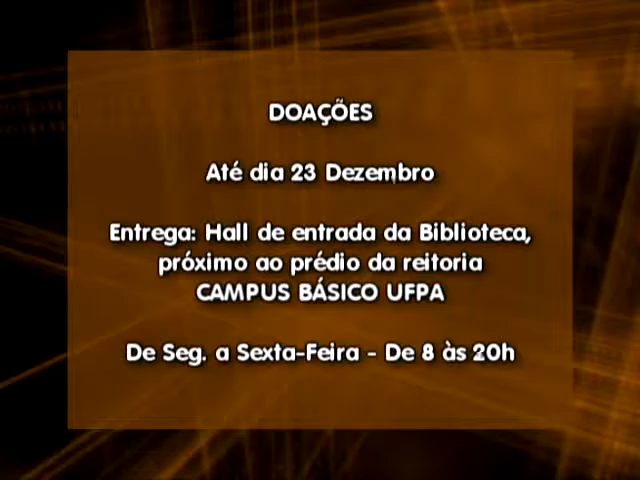 DOAÇÕES
Até dia 23 Dezembro
Entrega: Hall de entrada da Biblioteca,
próximo ao prédio da reitoria
CAMPUS BÁSICO UFPA
De Seg. a Sexta-Feira - De 8 às 20h